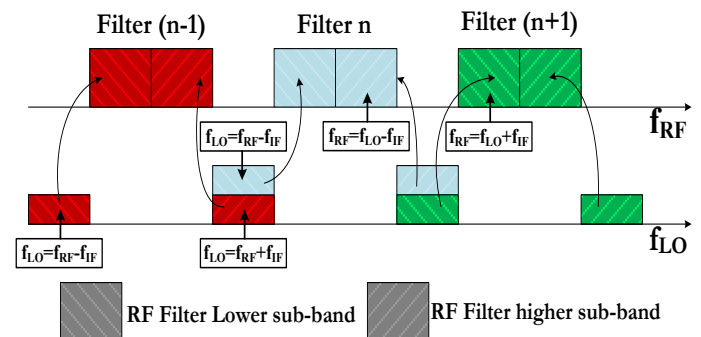 Filter (n-1)
Filter n
Filter (n+1)
fRF
fLO=fRF-fIF
fRF=fLO-fIF
fRF=fLO+fIF
fLO
fLO=fRF-fIF
fLO=fRF+fIF
RF Filter Lower sub-band
RF Filter higher sub-band